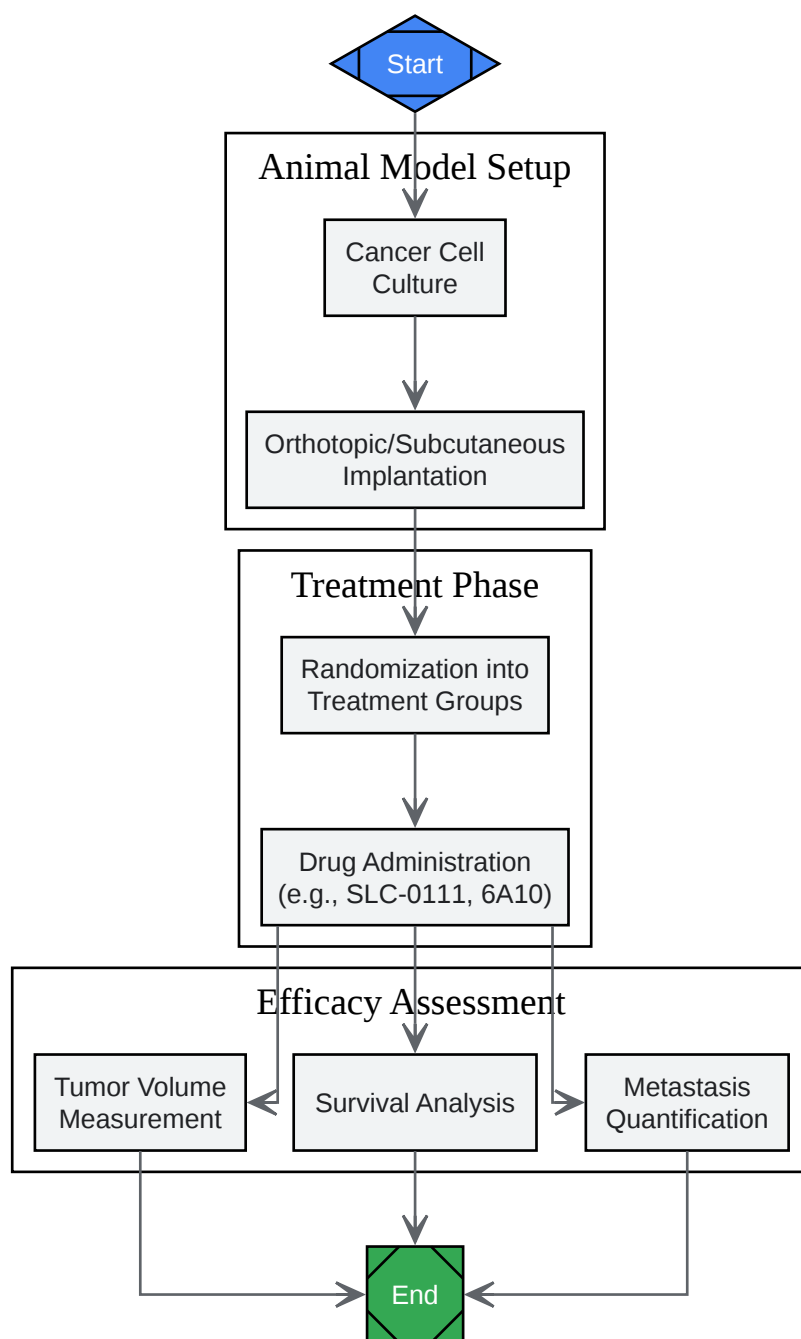 Start
Animal Model Setup
Cancer Cell
Culture
Orthotopic/Subcutaneous
Implantation
Treatment Phase
Randomization into
Treatment Groups
Drug Administration
(e.g., SLC-0111, 6A10)
Efficacy Assessment
Tumor Volume
Measurement
Survival Analysis
Metastasis
Quantification
End